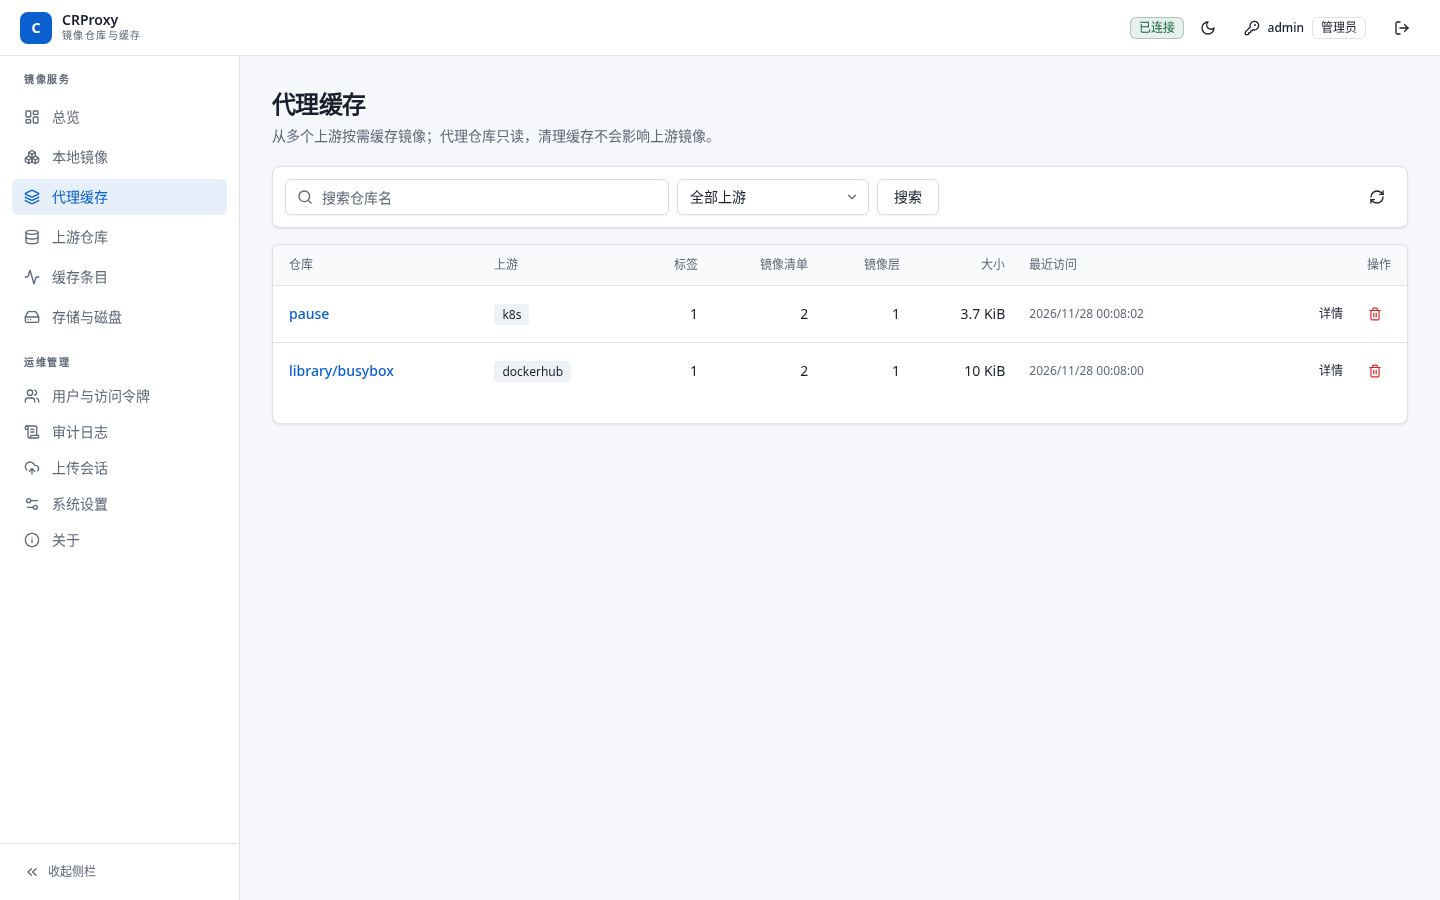 C
CRProxy
镜像仓库与缓存
已连接
admin
管理员
镜像服务
总览
本地镜像
代理缓存
上游仓库
缓存条目
存储与磁盘
运维管理
用户与访问令牌
审计日志
上传会话
系统设置
关于
收起侧栏
代理缓存
从多个上游按需缓存镜像；代理仓库只读，清理缓存不会影响上游镜像。
搜索仓库名
全部上游
搜索
仓库 上游 标签 镜像清单 镜像层 大小 最近访问 操作
pause k8s 1 2 1 3.7 KiB 2026/11/28 00:08:02 详情
library/busybox dockerhub 1 2 1 10 KiB 2026/11/28 00:08:00 详情